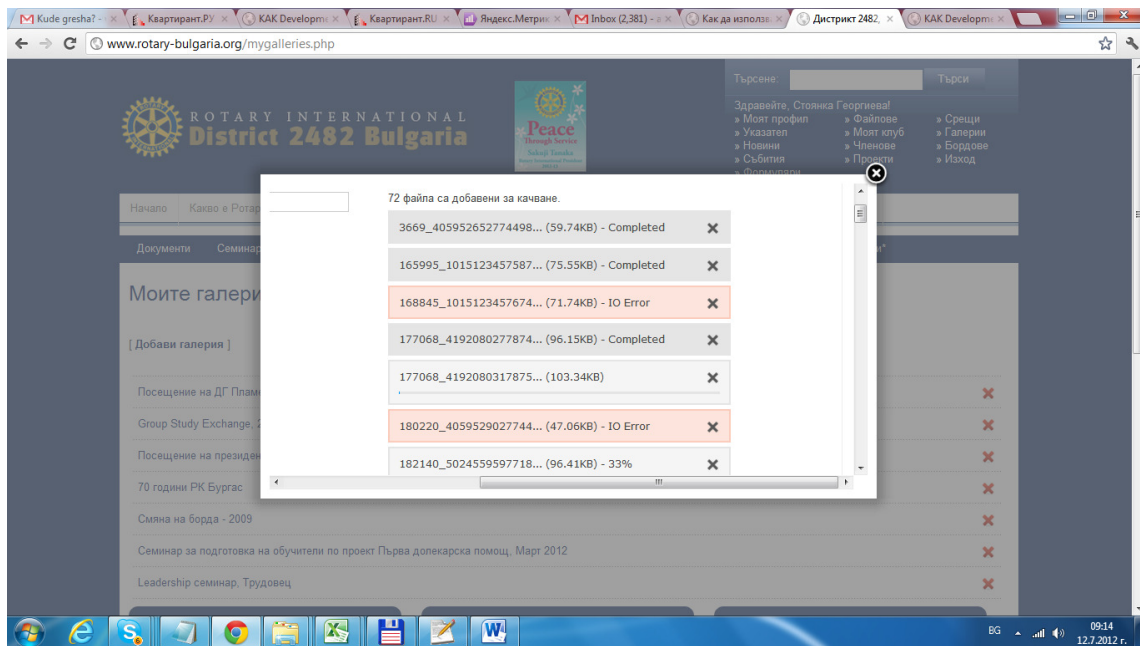 Kude gresha? -
Квартирант.РУ
KAK Developme
Квартирант.RU
Яндекс.Метрик
Inbox (2,381) - a
Как да използв.
Дистрикт 2482,
KAK Developme
www.rotary-bulgaria.org/mygalleries.php
Търсене:
Търси
ROTARY INTERNATIONAL
District 2482 Bulgaria
Peace
Through Service
Sakuji Tanaka
Здравейте, Стоянка Георгиева!
» Моят профил » Файлове » Срещи
» Указател » Моят клуб » Галерии
» Новини » Членове » Бордове
» Събития » Проекти » Изход
» Формуляри
Начало Какво е Ротар
Документи Семинар
Моите галери
[ Добави галерия ]
72 файла са добавени за качване.
3669_405952652774498... (59.74KB) - Completed
165995_1015123457587... (75.55KB) - Completed
168845_1015123457674... (71.74KB) - IO Error
177068_4192080277874... (96.15KB) - Completed
177068_4192080317875... (103.34KB)
180220_4059529027744... (47.06KB) - IO Error
182140_5024559597718... (96.41KB) - 33%
Посещение на ДГ Плам
Group Study Exchange, 2
Посещение на президен
70 години РК Бургас
Смяна на борда - 2009
Семинар за подготовка на обучители по проект Първа долекарска помощ, Март 2012
Leadership семинар, Трудовец
BG
09:14
12.7.2012 г.